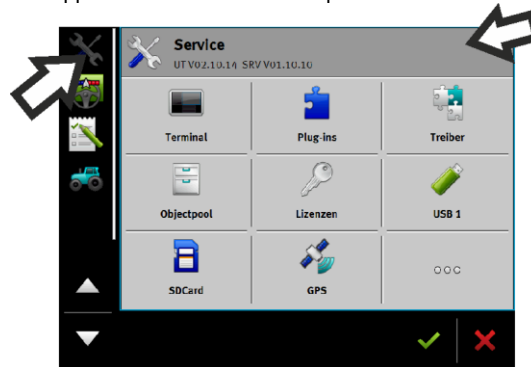 Service
UT V02.10.14 SRV V01.10.10
Terminal
Plug-ins
Treiber
Objectpool
Lizenzen
USB 1
SDCard
GPS